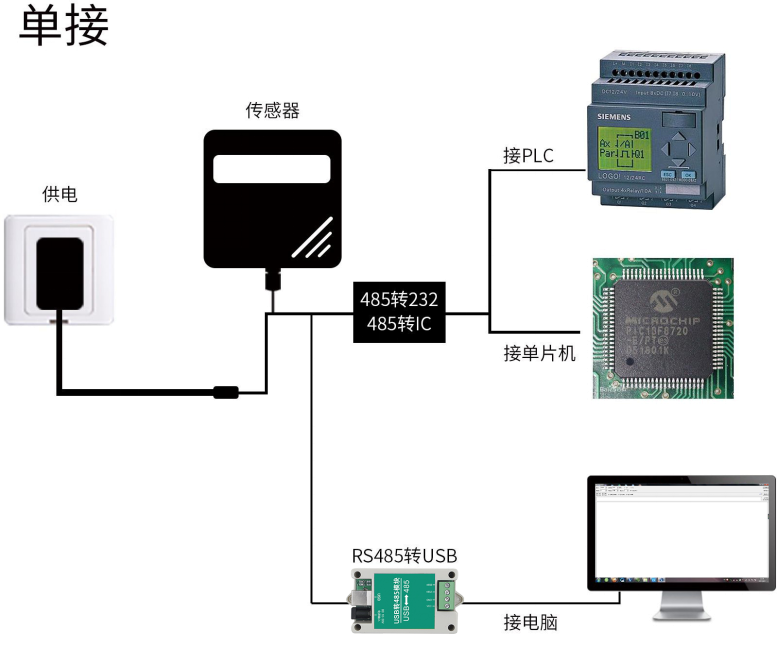 单接
传感器
供电
接PLC
SIEMENS
B01
Ax
Par
LOGO!
ESC
OK
485转232
485转IC
MICROCHIP
PIC18F8720
-E/PT
接单片机
RS485转USB
USB转485模块
USB
485
接电脑